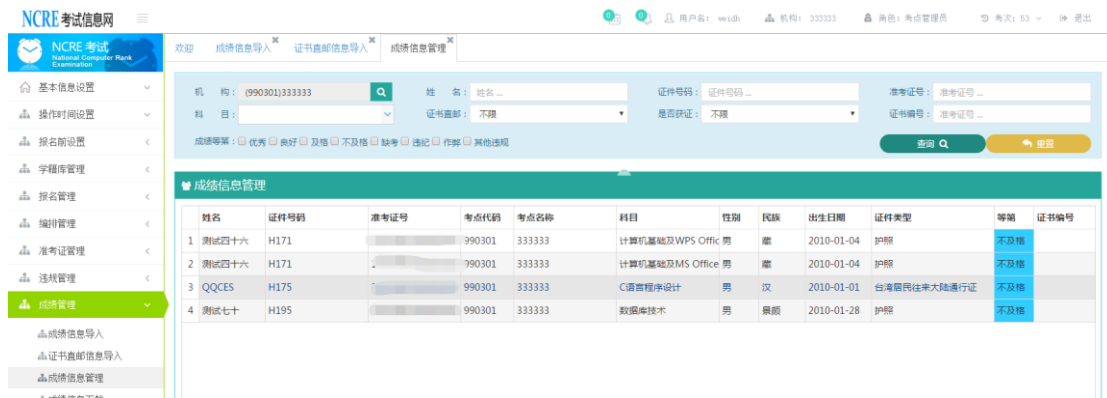 NCRE 考试信息网 0 0 用户名: weidh 机构: 333333 角色: 考点管理员 考次: 53 退出
NCRE 考试
National Computer Rank
Examination
欢迎 成绩信息导入 证书直邮信息导入 成绩信息管理
基本信息设置
操作时间设置
报名前设置
学籍库管理
报名管理
编排管理
准考证管理
违规管理
成绩管理
成绩信息导入
证书直邮信息导入
成绩信息管理
机 构: (990301)333333 姓 名: 姓名 ... 证件号码: 证件号码 ... 准考证号: 准考证号 ...
科 目: 证书直邮: 不限 是否获证: 不限 证书编号: 准考证号 ...
成绩等第: 优秀 良好 及格 不及格 缺考 违纪 作弊 其他违规 查询 重置
成绩信息管理
姓名 证件号码 准考证号 考点代码 考点名称 科目 性别 民族 出生日期 证件类型 等第 证书编号
1 测试四十六 H171 990301 333333 计算机基础及WPS Offic 男 2010-01-04 护照 不及格
2 测试四十六 H171 990301 333333 计算机基础及MS Office 男 2010-01-04 护照 不及格
3 QQCES H175 990301 333333 C语言程序设计 男 汉 2010-01-01 台湾居民往来大陆通行证 不及格
4 测试七十 H195 990301 333333 数据库技术 男 景颇 2010-01-28 护照 不及格